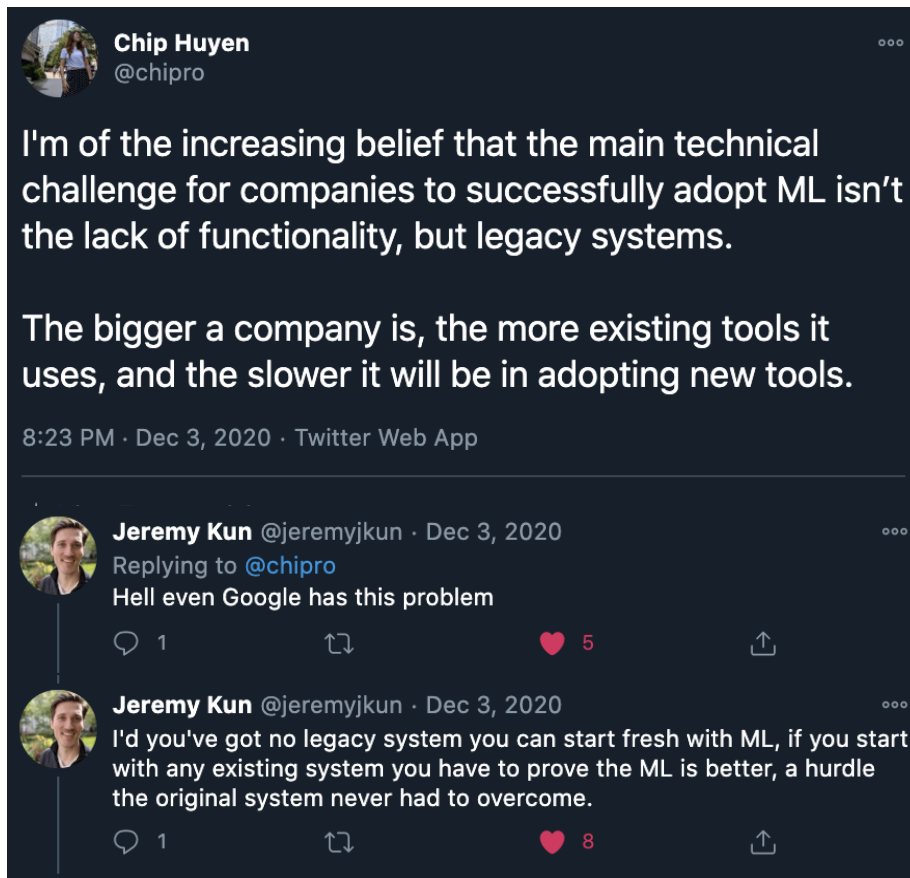 Chip Huyen
@chipro
I'm of the increasing belief that the main technical
challenge for companies to successfully adopt ML isn’t
the lack of functionality, but legacy systems.
The bigger a company is, the more existing tools it
uses, and the slower it will be in adopting new tools.
8:23 PM · Dec 3, 2020 · Twitter Web App
Jeremy Kun @jeremyjkun · Dec 3, 2020
Replying to @chipro
Hell even Google has this problem
1 5
Jeremy Kun @jeremyjkun · Dec 3, 2020
I'd you've got no legacy system you can start fresh with ML, if you start
with any existing system you have to prove the ML is better, a hurdle
the original system never had to overcome.
1 8